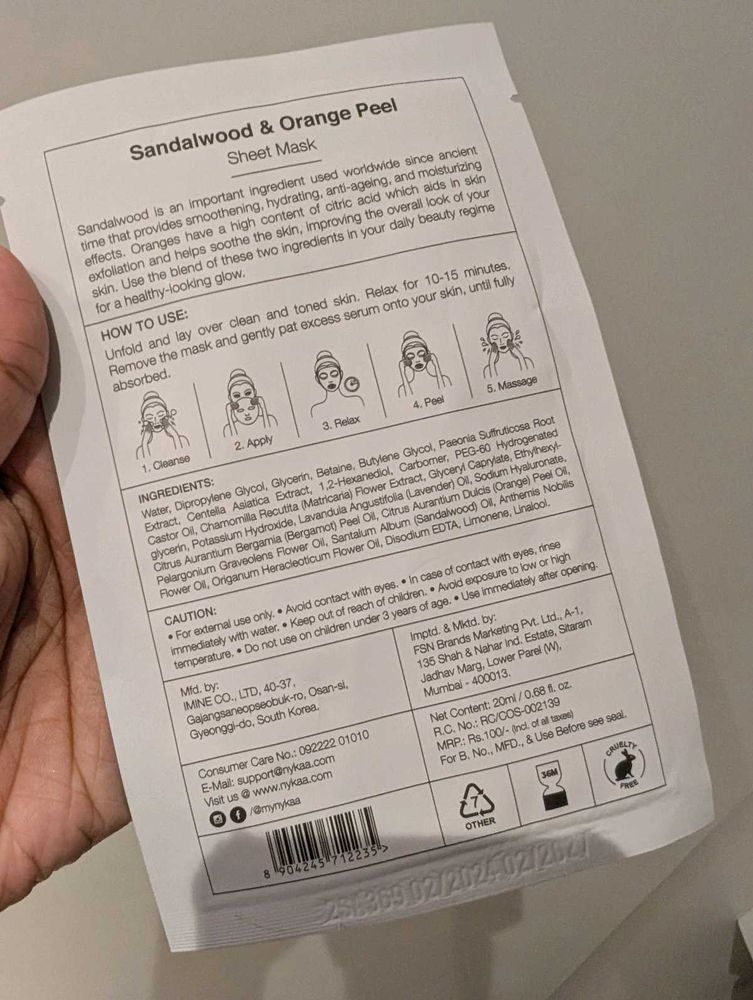 Sandalwood & Orange Peel
Sheet Mask
Sandalwood is an important ingredient used worldwide since ancient
time that provides smoothening, hydrating, anti-ageing, and moisturizing
effects. Oranges have a high content of citric acid which aids in skin
exfoliation and helps soothe the skin, improving the overall look of your
skin. Use the blend of these two ingredients in your daily beauty regime
for a healthy-looking glow.
HOW TO USE:
Unfold and lay over clean and toned skin. Relax for 10-15 minutes.
Remove the mask and gently pat excess serum onto your skin, until fully
absorbed.
1. Cleanse
2. Apply
3. Relax
4. Peel
5. Massage
INGREDIENTS:
Water, Dipropylene Glycol, Glycerin, Betaine, Butylene Glycol, Paeonia Suffruticosa Root
Extract, Centella Asiatica Extract, 1,2-Hexanediol, Carbomer, PEG-60 Hydrogenated
Castor Oil, Chamomilla Recutita (Matricaria) Flower Extract, Glyceryl Caprylate, Ethylhexyl-
glycerin, Potassium Hydroxide, Lavandula Angustifolia (Lavender) Oil, Sodium Hyaluronate,
Citrus Aurantium Bergamia (Bergamot) Peel Oil, Citrus Aurantium Dulcis (Orange) Peel Oil,
Pelargonium Graveolens Flower Oil, Santalum Album (Sandalwood) Oil, Anthemis Nobilis
Flower Oil, Origanum Heracleoticum Flower Oil, Disodium EDTA, Limonene, Linalool.
CAUTION:
• For external use only. • Avoid contact with eyes. • In case of contact with eyes, rinse
immediately with water. • Keep out of reach of children. • Avoid exposure to low or high
temperature. • Do not use on children under 3 years of age. • Use immediately after opening.
Mfd. by:
IMINE CO., LTD, 40-37,
Gajangsaneopseobuk-ro, Osan-si,
Gyeonggi-do, South Korea.
Imptd. & Mktd. by:
FSN Brands Marketing Pvt. Ltd., A-1,
135 Shah & Nahar Ind. Estate, Sitaram
Jadhav Marg, Lower Parel (W),
Mumbai - 400013.
Consumer Care No.: 092222 01010
E-Mail: support@nykaa.com
Visit us @ www.nykaa.com
/@mynykaa
Net Content: 20ml / 0.68 fl. oz.
R.C. No.: RC/COS-002139
MRP.: Rs.100/- (Incl. of all taxes)
For B. No., MFD., & Use Before see seal.
8 904245 712235 >
7
OTHER
36M
CRUELTY
FREE
02/2024 02/2027